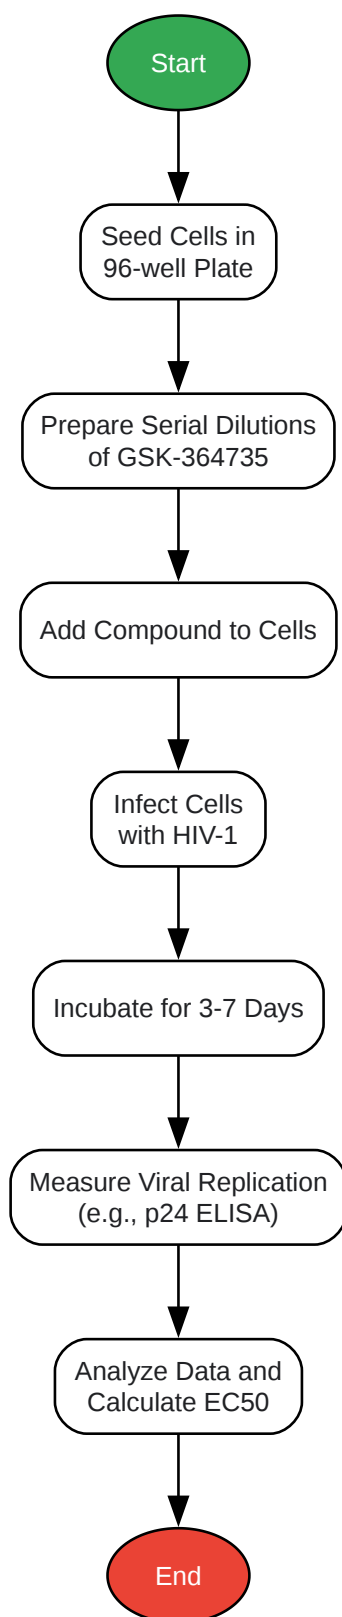 Start
Seed Cells in
96-well Plate
Prepare Serial Dilutions
of GSK-364735
Add Compound to Cells
Infect Cells
with HIV-1
Incubate for 3-7 Days
Measure Viral Replication
(e.g., p24 ELISA)
Analyze Data and
Calculate EC50
End